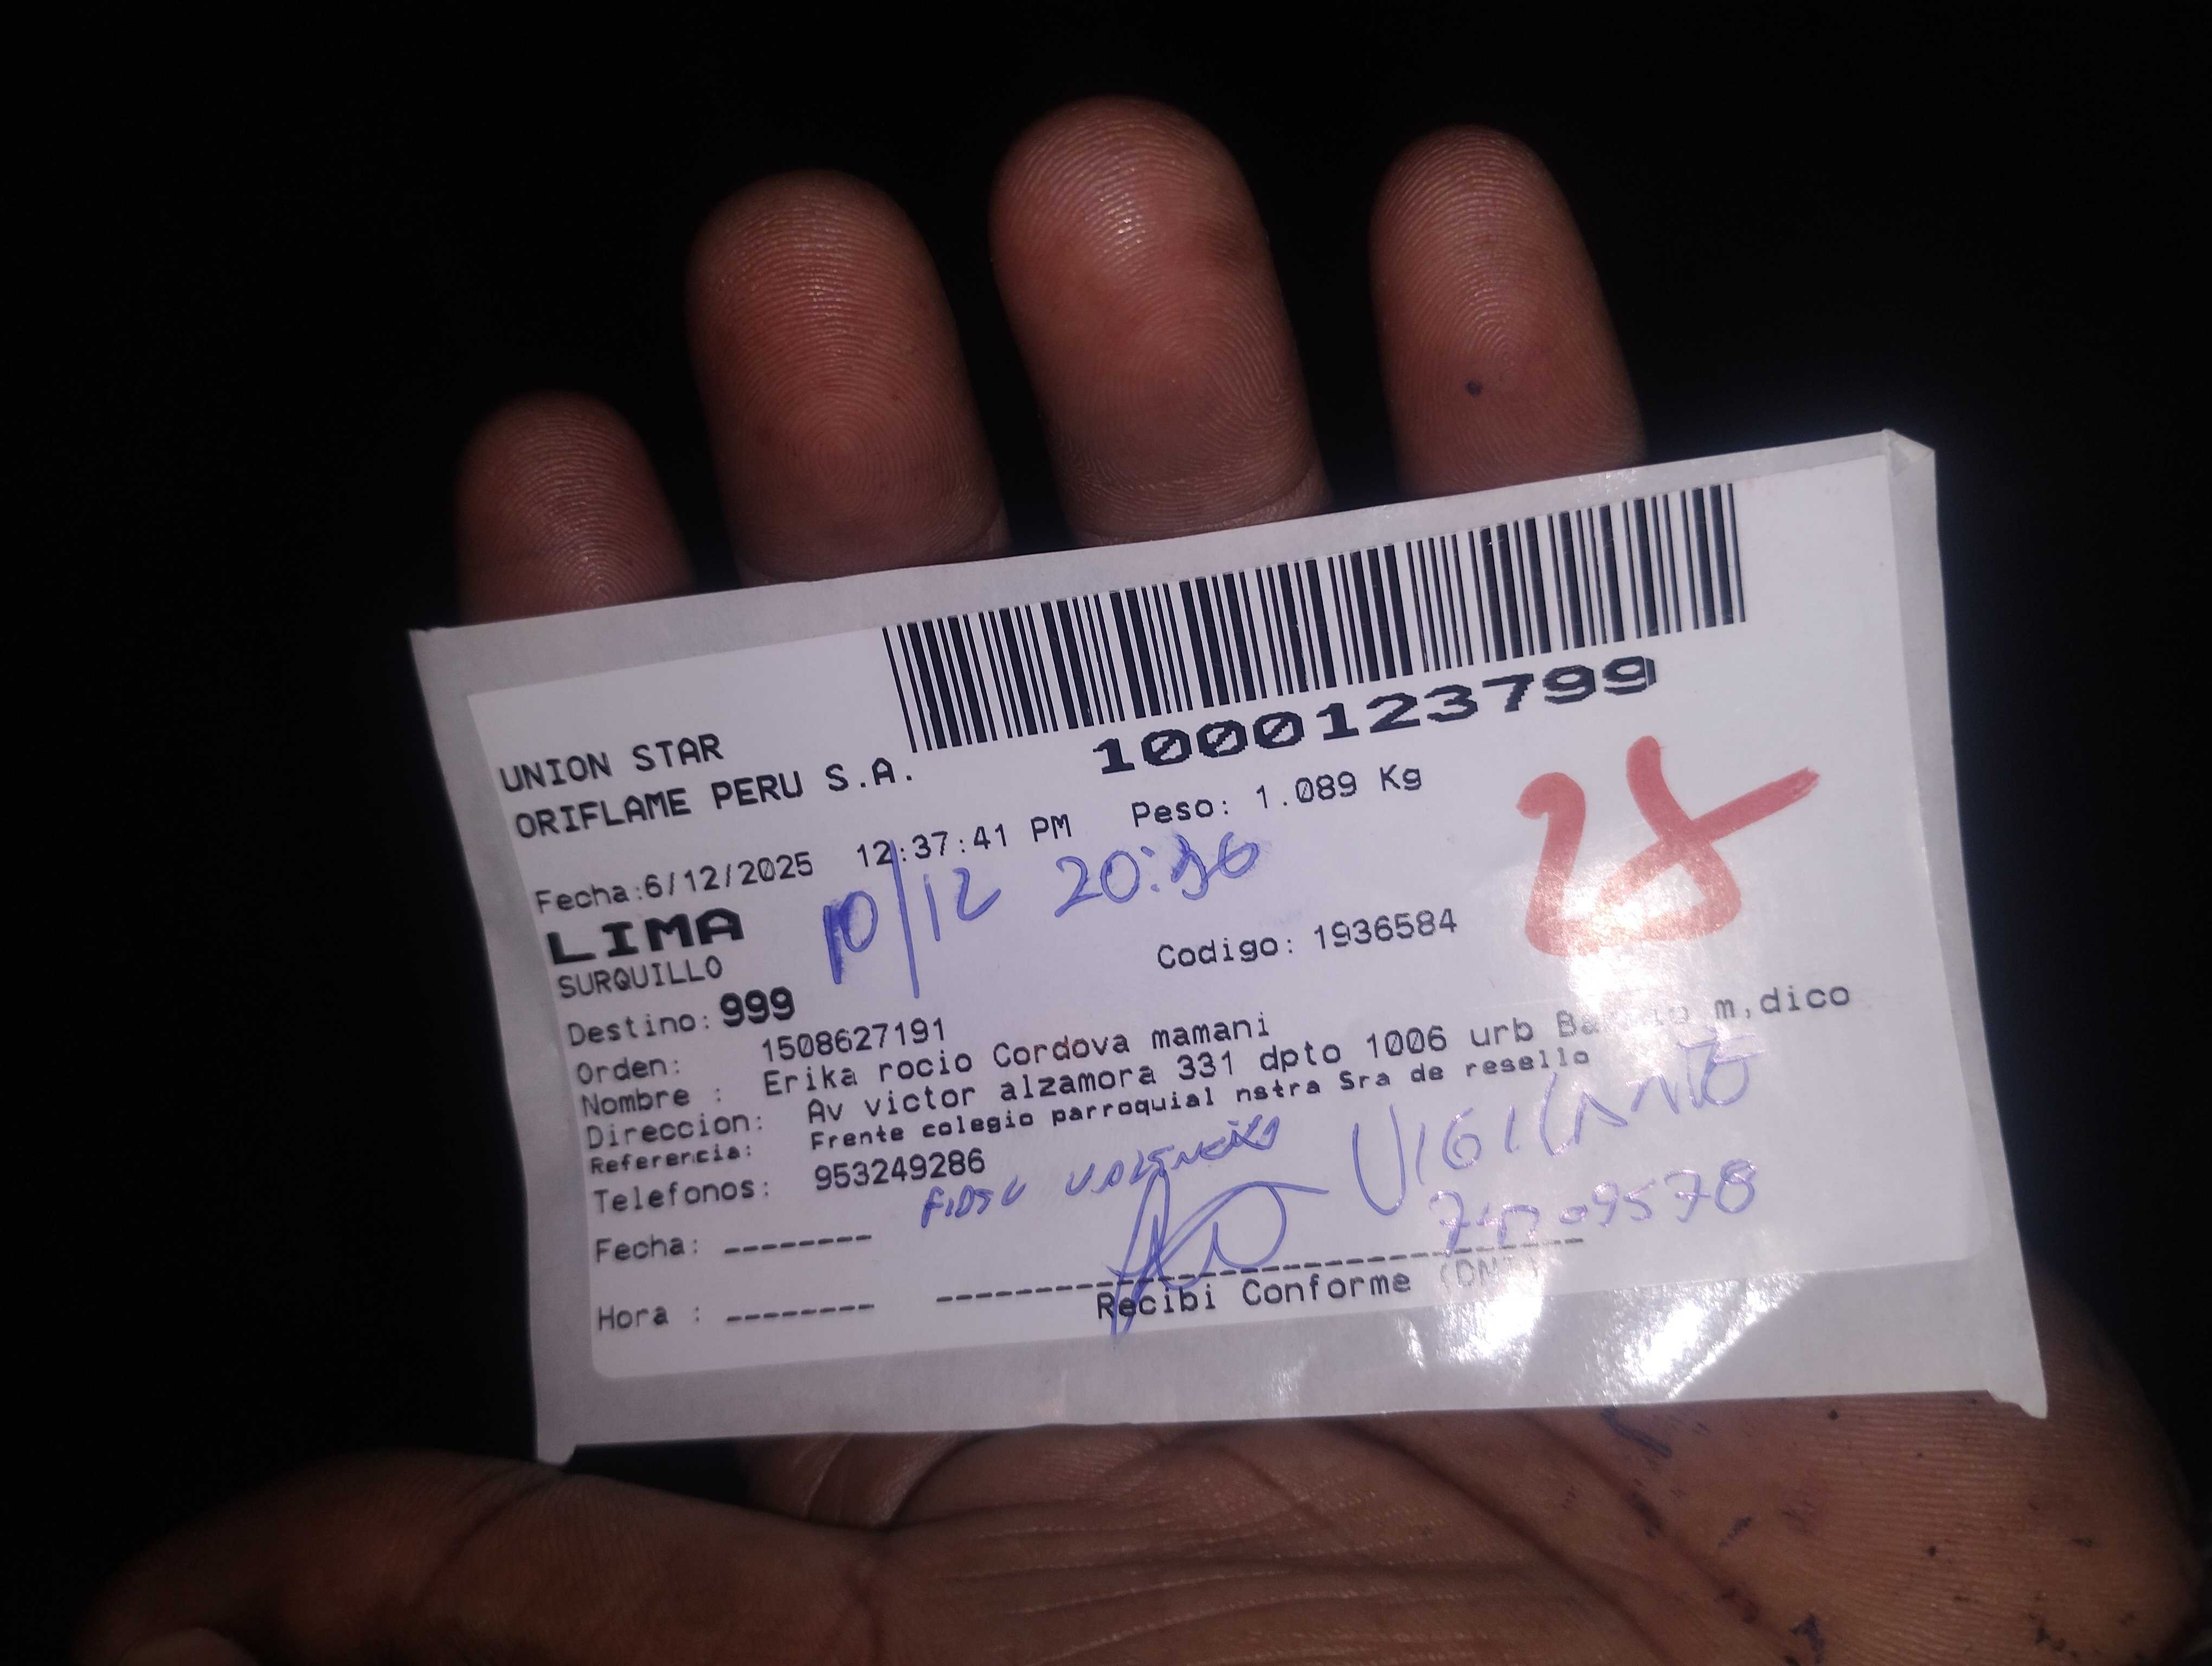 1000123799
UNION STAR
ORIFLAME PERU S.A.
Fecha:6/12/2025 12:37:41 PM Peso: 1.089 Kg
10/12 20:
LIMA
SURQUILLO
Codigo: 1936584
Destino: 999
Orden: 1508627191
Nombre : Erika rocio Cordova mamani
Direccion: Av victor alzamora 331 dpto 1006 urb m,dico
Referencia: Frente colegio parroquial nstra Sra de resello
Telefonos: 953249286
VIGILANTE
Fecha: --------
Hora : --------
Recibi Conforme (DNI)